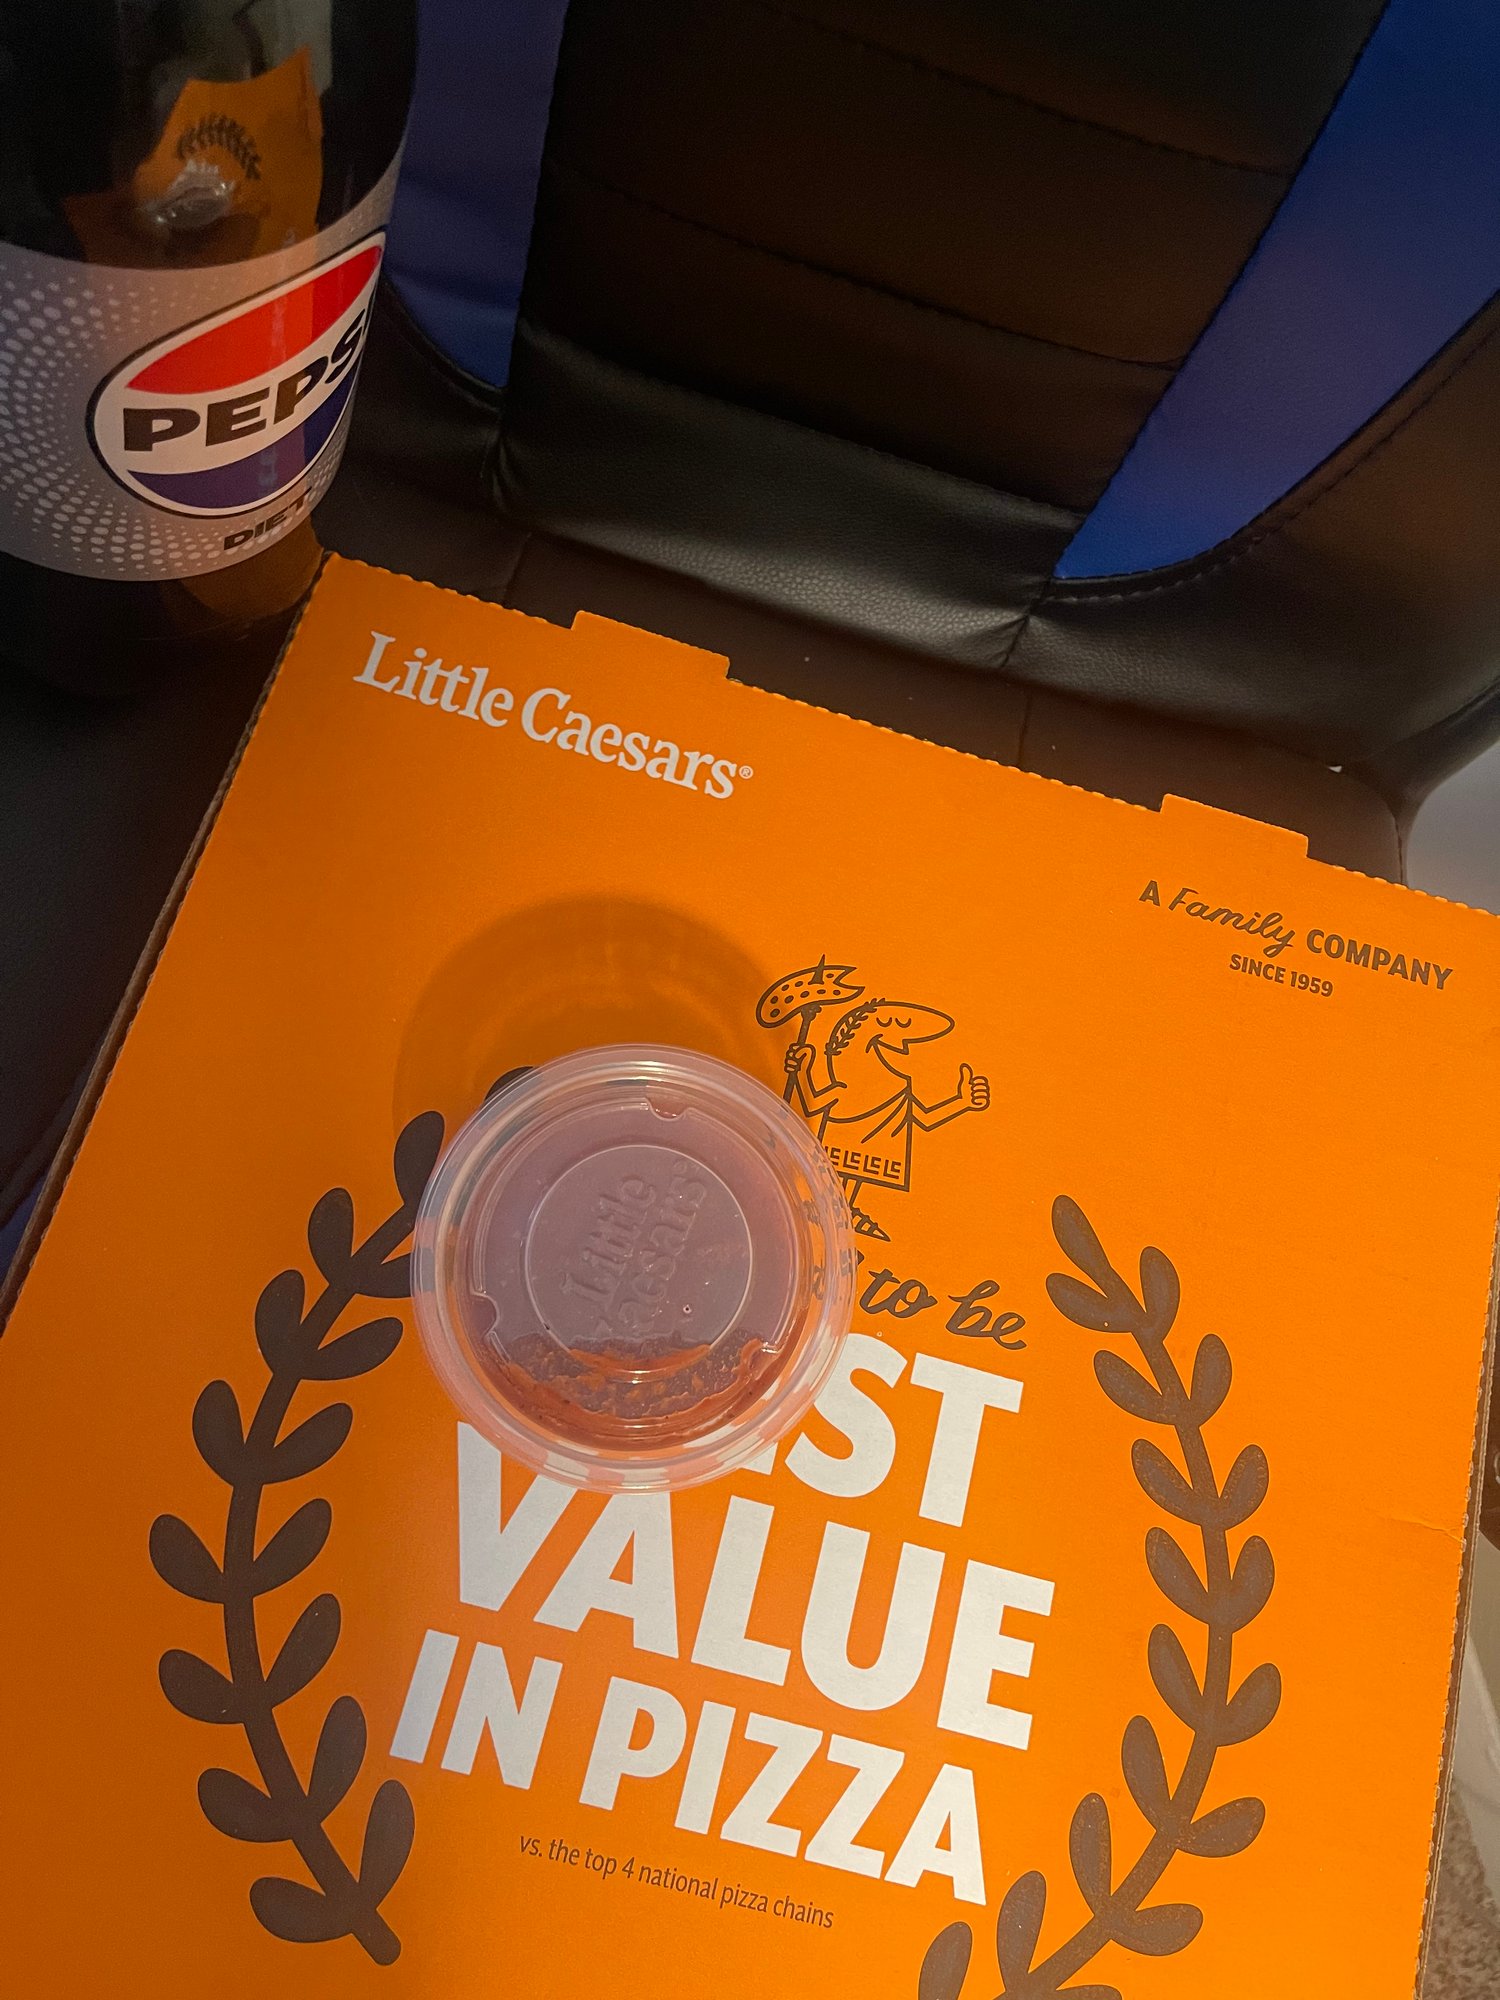 PEPS
DIET
Little Caesars®
A Family COMPANY
SINCE 1959
Little
Caesars
to be
ST
VALUE
IN PIZZA
vs. the top 4 national pizza chains